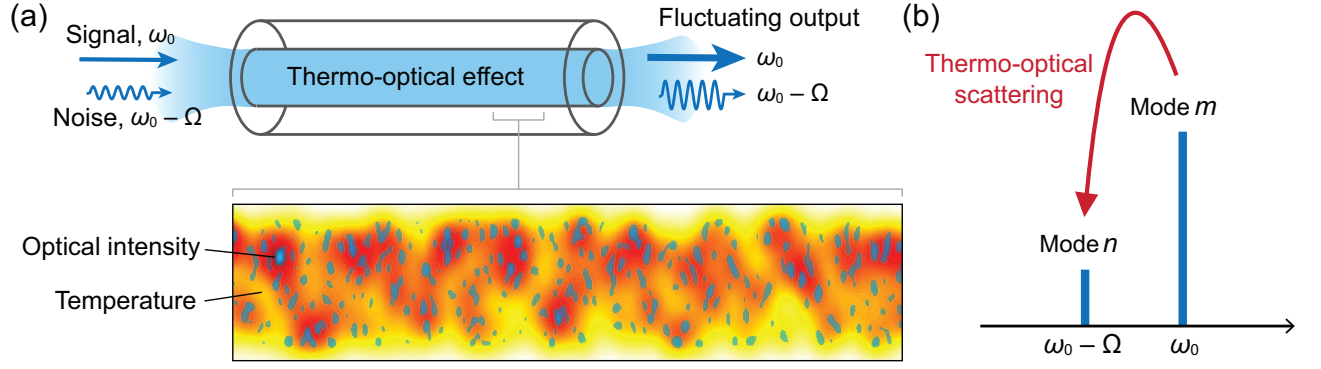 (a)
Signal, ω₀
Noise, ω₀ – Ω
Thermo-optical effect
Fluctuating output
ω₀
ω₀ – Ω
Optical intensity
Temperature
(b)
Thermo-optical
scattering
Mode m
Mode n
ω₀ – Ω
ω₀